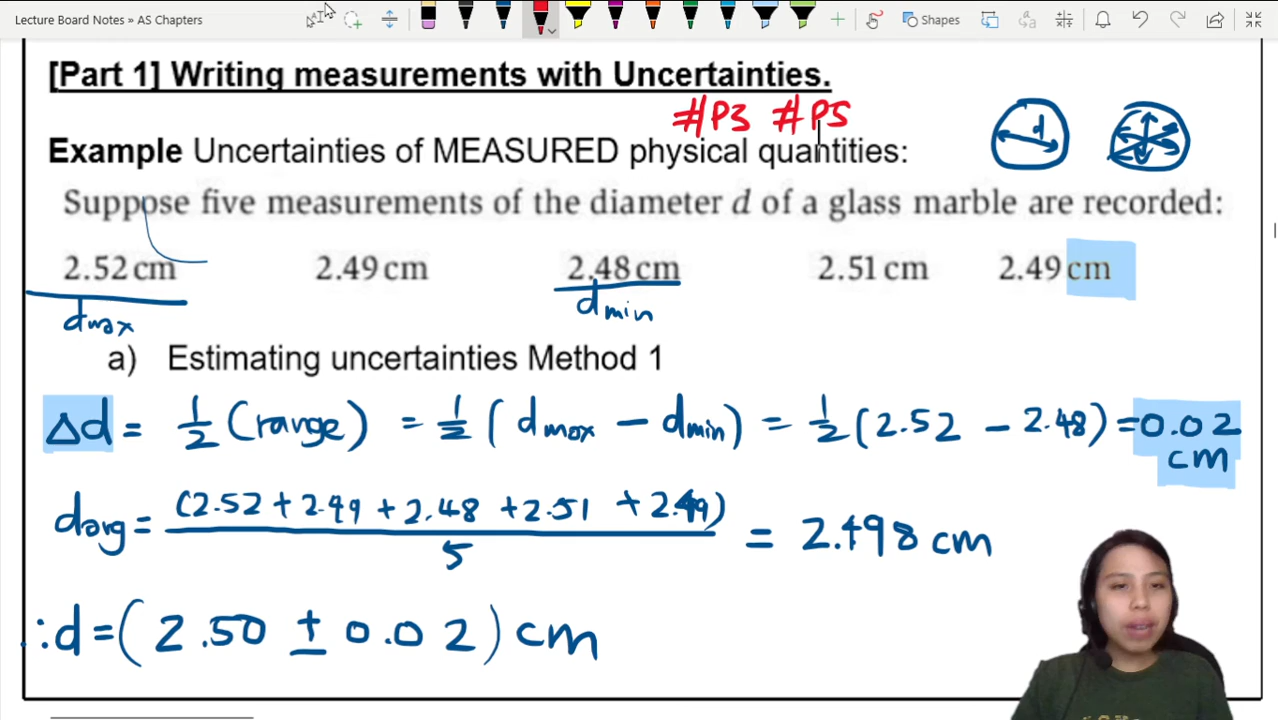 Lecture Board Notes » AS Chapters
Shapes
[Part 1] Writing measurements with Uncertainties.
#P3 #P5
Example Uncertainties of MEASURED physical quantities:
d
Suppose five measurements of the diameter d of a glass marble are recorded:
2.52 cm 2.49 cm 2.48 cm 2.51 cm 2.49 cm
dmax dmin
a) Estimating uncertainties Method 1
Δd = 1/2 (range) = 1/2 (dmax - dmin) = 1/2 (2.52 - 2.48) = 0.02
cm
davg = (2.52 + 2.49 + 2.48 + 2.51 + 2.49) / 5 = 2.498 cm
∴ d = (2.50 ± 0.02) cm